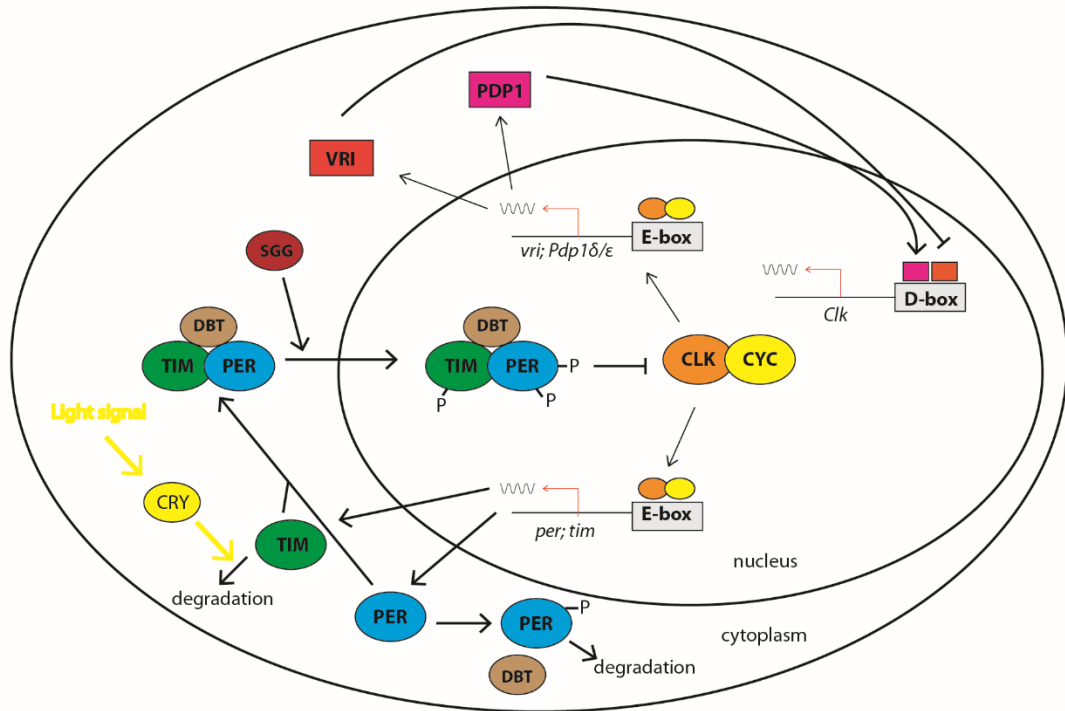 PDP1
VRI
E-box
vri; Pdp1δ/ε
SGG
D-box
Clk
DBT
TIM
PER
DBT
TIM
PER
P
P
P
CLK
CYC
Light signal
CRY
TIM
degradation
per; tim
E-box
nucleus
PER
PER
P
DBT
degradation
cytoplasm